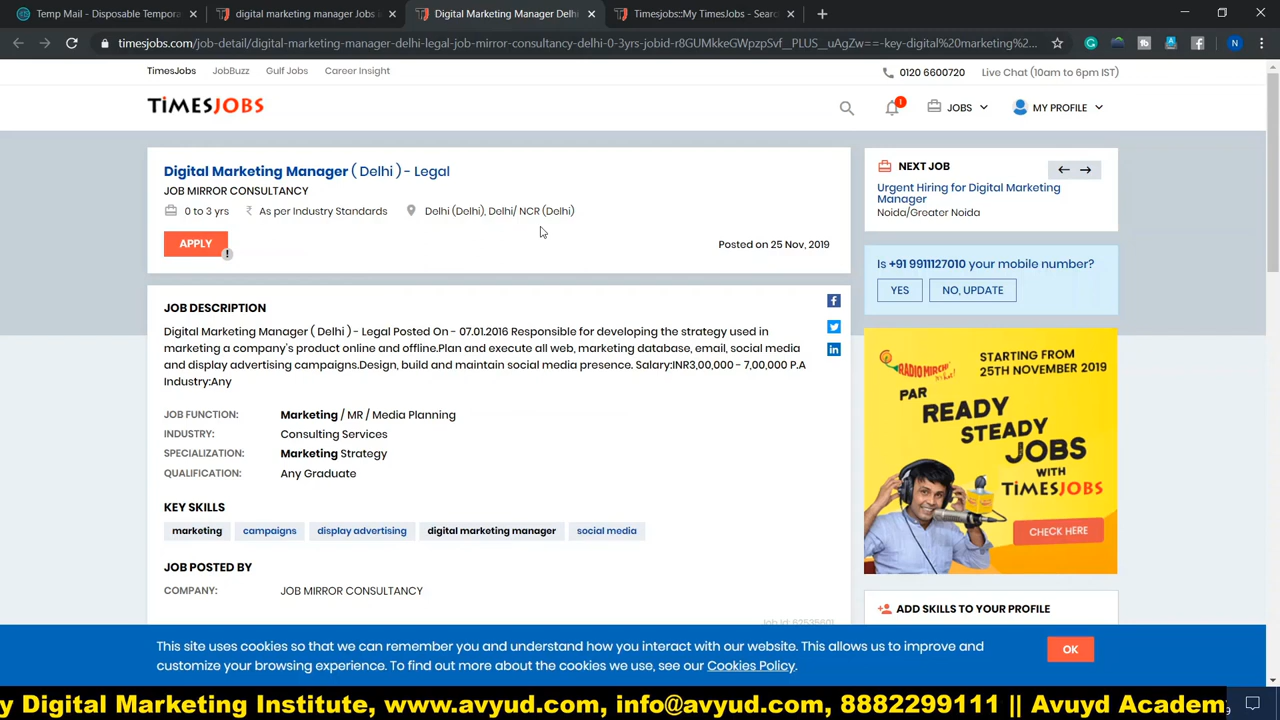 Temp Mail - Disposable Tempora
digital marketing manager Jobs i
Digital Marketing Manager Delhi
Timesjobs::My Profile - Search
timesjobs.com/job-detail/digital-marketing-manager-delhi-legal-job-mirror-consultancy-delhi-0-3yrs-jobid-r8GUMkkeGWpzpSvf__PLUS__uAgZw==-key-digital%20marketing%2...
TimesJobs JobBuzz Gulf Jobs Career Insight
0120 6600720 Live Chat (10am to 6pm IST)
TiMESJOBS
1 JOBS MY PROFILE
Digital Marketing Manager ( Delhi ) - Legal
JOB MIRROR CONSULTANCY
0 to 3 yrs ₹ As per Industry Standards Delhi (Delhi), Delhi/ NCR (Delhi)
APPLY !
Posted on 25 Nov, 2019
NEXT JOB
Urgent Hiring for Digital Marketing
Manager
Noida/Greater Noida
Is +91 9911127010 your mobile number?
YES NO, UPDATE
JOB DESCRIPTION
Digital Marketing Manager ( Delhi ) - Legal Posted On - 07.01.2016 Responsible for developing the strategy used in
marketing a company's product online and offline.Plan and execute all web, marketing database, email, social media
and display advertising campaigns.Design, build and maintain social media presence. Salary:INR3,00,000 - 7,00,000 P.A
Industry:Any
JOB FUNCTION: Marketing / MR / Media Planning
INDUSTRY: Consulting Services
SPECIALIZATION: Marketing Strategy
QUALIFICATION: Any Graduate
KEY SKILLS
marketing campaigns display advertising digital marketing manager social media
JOB POSTED BY
COMPANY: JOB MIRROR CONSULTANCY
Job Id: 62535601
RADIO MIRCHI
STARTING FROM
25TH NOVEMBER 2019
PAR
READY
STEADY
JOBS
WITH
TiMESJOBS
CHECK HERE
ADD SKILLS TO YOUR PROFILE
This site uses cookies so that we can remember you and understand how you interact with our website. This allows us to improve and
customize your browsing experience. To find out more about the cookies we use, see our Cookies Policy.
OK
y Digital Marketing Institute, www.avyud.com, info@avyud.com, 8882299111 || Avuyd Academ